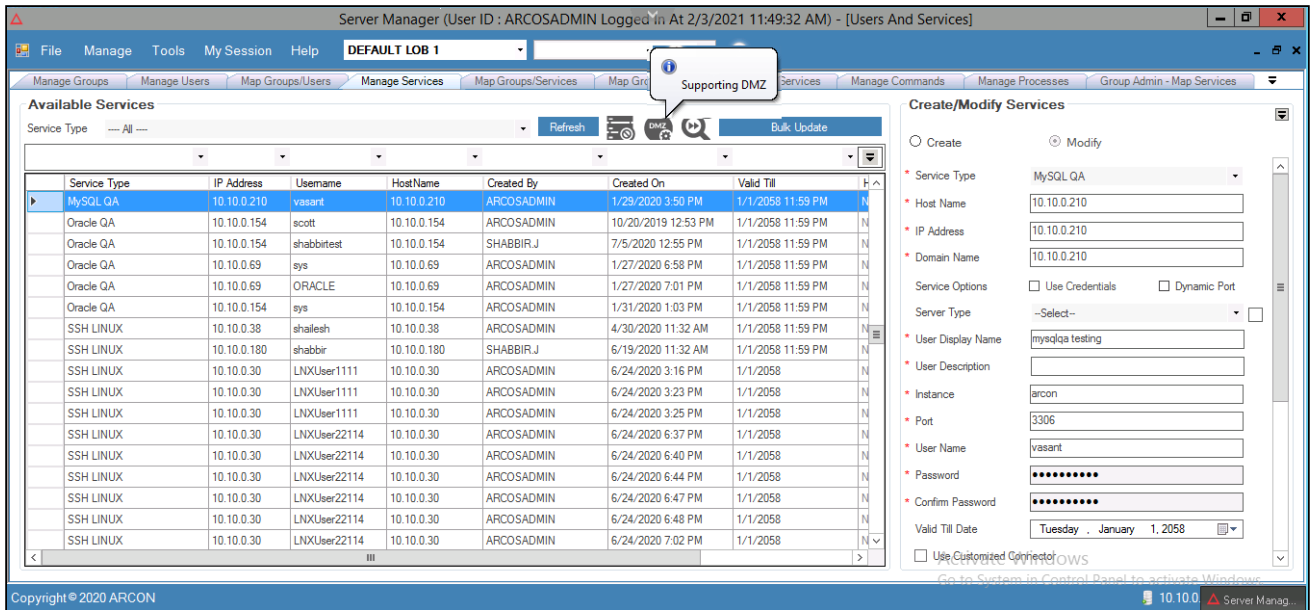 Server Manager (User ID : ARCOSADMIN Logged In At 2/3/2021 11:49:32 AM) - [Users And Services]
File Manage Tools My Session Help DEFAULT LOB 1
Supporting DMZ
Manage Groups Manage Users Map Groups/Users Manage Services Map Groups/Services Map Gr Services Manage Commands Manage Processes Group Admin - Map Services
Available Services
Service Type ---- All ---- Refresh DMZ Bulk Update
Service Type IP Address Username HostName Created By Created On Valid Till
MySQL QA 10.10.0.210 vasant 10.10.0.210 ARCOSADMIN 1/29/2020 3:50 PM 1/1/2058 11:59 PM N
Oracle QA 10.10.0.154 scott 10.10.0.154 ARCOSADMIN 10/20/2019 12:53 PM 1/1/2058 11:59 PM N
Oracle QA 10.10.0.154 shabbirtest 10.10.0.154 SHABBIR.J 7/5/2020 12:55 PM 1/1/2058 11:59 PM N
Oracle QA 10.10.0.69 sys 10.10.0.69 ARCOSADMIN 1/27/2020 6:58 PM 1/1/2058 11:59 PM N
Oracle QA 10.10.0.69 ORACLE 10.10.0.69 ARCOSADMIN 1/27/2020 7:01 PM 1/1/2058 11:59 PM N
Oracle QA 10.10.0.154 sys 10.10.0.154 ARCOSADMIN 1/31/2020 1:03 PM 1/1/2058 11:59 PM N
SSH LINUX 10.10.0.38 shailesh 10.10.0.38 ARCOSADMIN 4/30/2020 11:32 AM 1/1/2058 11:59 PM N
SSH LINUX 10.10.0.180 shabbir 10.10.0.180 SHABBIR.J 6/19/2020 11:32 AM 1/1/2058 11:59 PM N
SSH LINUX 10.10.0.30 LNXUser1111 10.10.0.30 ARCOSADMIN 6/24/2020 3:16 PM 1/1/2058 N
SSH LINUX 10.10.0.30 LNXUser1111 10.10.0.30 ARCOSADMIN 6/24/2020 3:23 PM 1/1/2058 N
SSH LINUX 10.10.0.30 LNXUser1111 10.10.0.30 ARCOSADMIN 6/24/2020 3:25 PM 1/1/2058 N
SSH LINUX 10.10.0.30 LNXUser22114 10.10.0.30 ARCOSADMIN 6/24/2020 6:37 PM 1/1/2058 N
SSH LINUX 10.10.0.30 LNXUser22114 10.10.0.30 ARCOSADMIN 6/24/2020 6:40 PM 1/1/2058 N
SSH LINUX 10.10.0.30 LNXUser22114 10.10.0.30 ARCOSADMIN 6/24/2020 6:44 PM 1/1/2058 N
SSH LINUX 10.10.0.30 LNXUser22114 10.10.0.30 ARCOSADMIN 6/24/2020 6:47 PM 1/1/2058 N
SSH LINUX 10.10.0.30 LNXUser22114 10.10.0.30 ARCOSADMIN 6/24/2020 6:48 PM 1/1/2058 N
SSH LINUX 10.10.0.30 LNXUser22114 10.10.0.30 ARCOSADMIN 6/24/2020 7:02 PM 1/1/2058 N
Create/Modify Services
Create Modify
* Service Type MySQL QA
* Host Name 10.10.0.210
* IP Address 10.10.0.210
* Domain Name 10.10.0.210
Service Options Use Credentials Dynamic Port
Server Type --Select--
* User Display Name mysqlqa testing
* User Description
* Instance arcon
* Port 3306
* User Name vasant
* Password ●●●●●●●●●●
* Confirm Password ●●●●●●●●●●
Valid Till Date Tuesday , January 1, 2058
Use Customized Connector
Activate Windows
Go to System in Control Panel to activate Windows.
Copyright © 2020 ARCON 10.10.0. Server Manag...